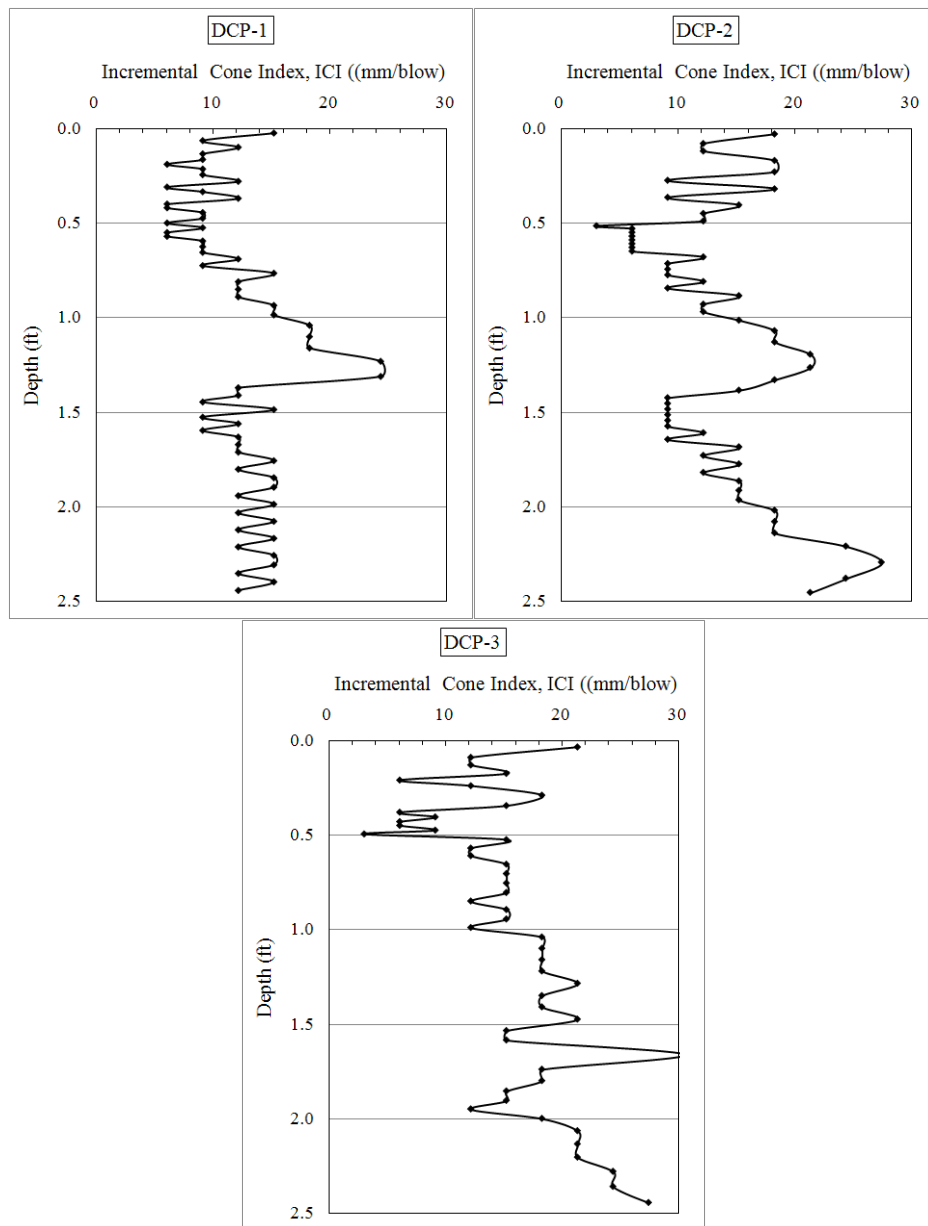 DCP-1
Incremental Cone Index, ICI ((mm/blow)
0 10 20 30
0.0
0.5
1.0
1.5
2.0
2.5
Depth (ft)
DCP-2
Incremental Cone Index, ICI ((mm/blow)
0 10 20 30
0.0
0.5
1.0
1.5
2.0
2.5
Depth (ft)
DCP-3
Incremental Cone Index, ICI ((mm/blow)
0 10 20 30
0.0
0.5
1.0
1.5
2.0
2.5
Depth (ft)